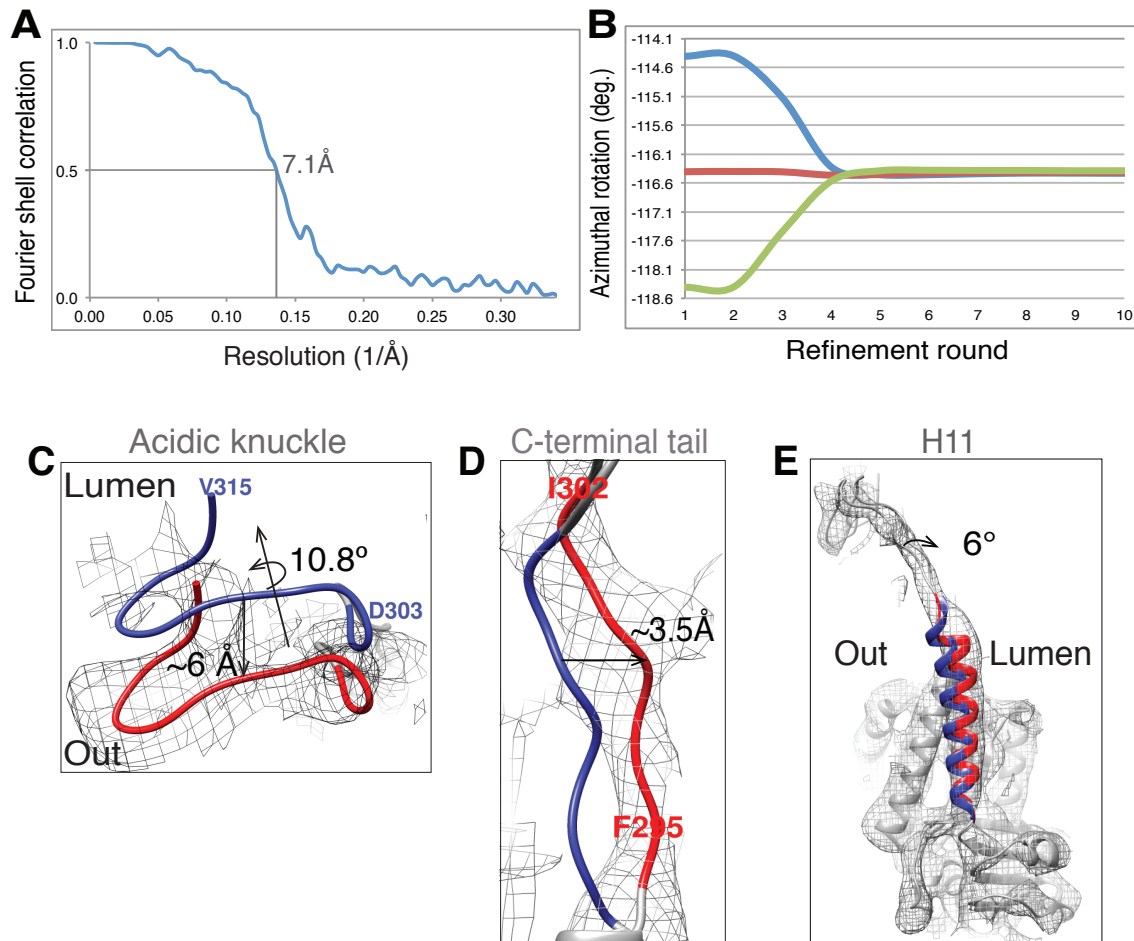 A
Fourier shell correlation
1.0
0.5
0.0
7.1Å
0.00 0.05 0.10 0.15 0.20 0.25 0.30
Resolution (1/Å)
B
Azimuthal rotation (deg.)
-114.1
-114.6
-115.1
-115.6
-116.1
-116.6
-117.1
-117.6
-118.1
-118.6
1 2 3 4 5 6 7 8 9 10
Refinement round
C
Acidic knuckle
Lumen
V315
10.8º
D303
~6 Å
Out
D
C-terminal tail
I302
~3.5Å
F295
E
H11
6°
Out
Lumen